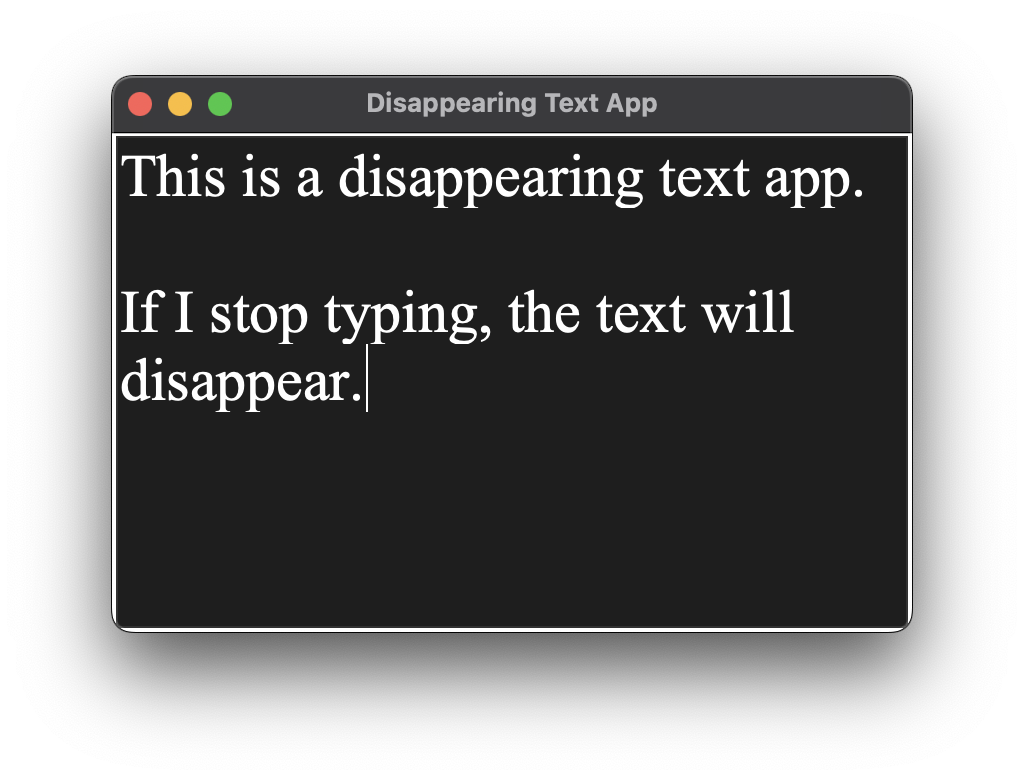 Disappearing Text App
This is a disappearing text app.
If I stop typing, the text will
disappear.